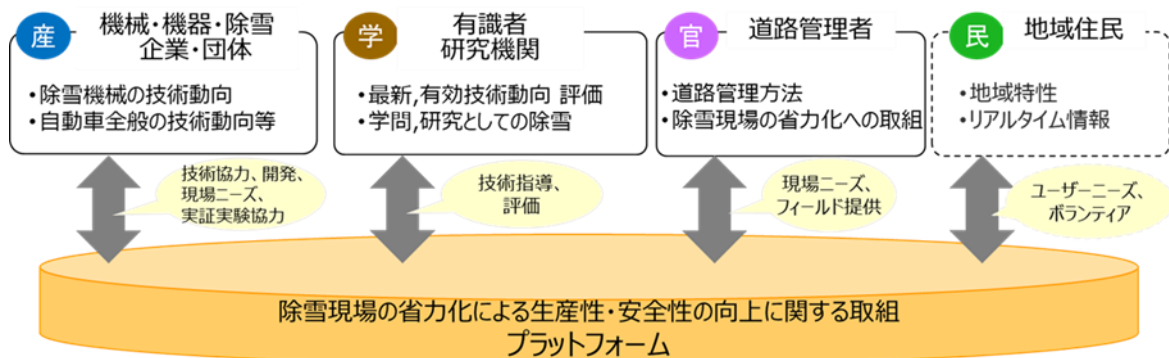 産
機械・機器・除雪
企業・団体
・除雪機械の技術動向
・自動車全般の技術動向等
技術協力、開発、
現場ニーズ、
実証実験協力
学
有識者
研究機関
・最新,有効技術動向 評価
・学問,研究としての除雪
技術指導、
評価
官
道路管理者
・道路管理方法
・除雪現場の省力化への取組
現場ニーズ、
フィールド提供
民
地域住民
・地域特性
・リアルタイム情報
ユーザーニーズ、
ボランティア
除雪現場の省力化による生産性・安全性の向上に関する取組
プラットフォーム